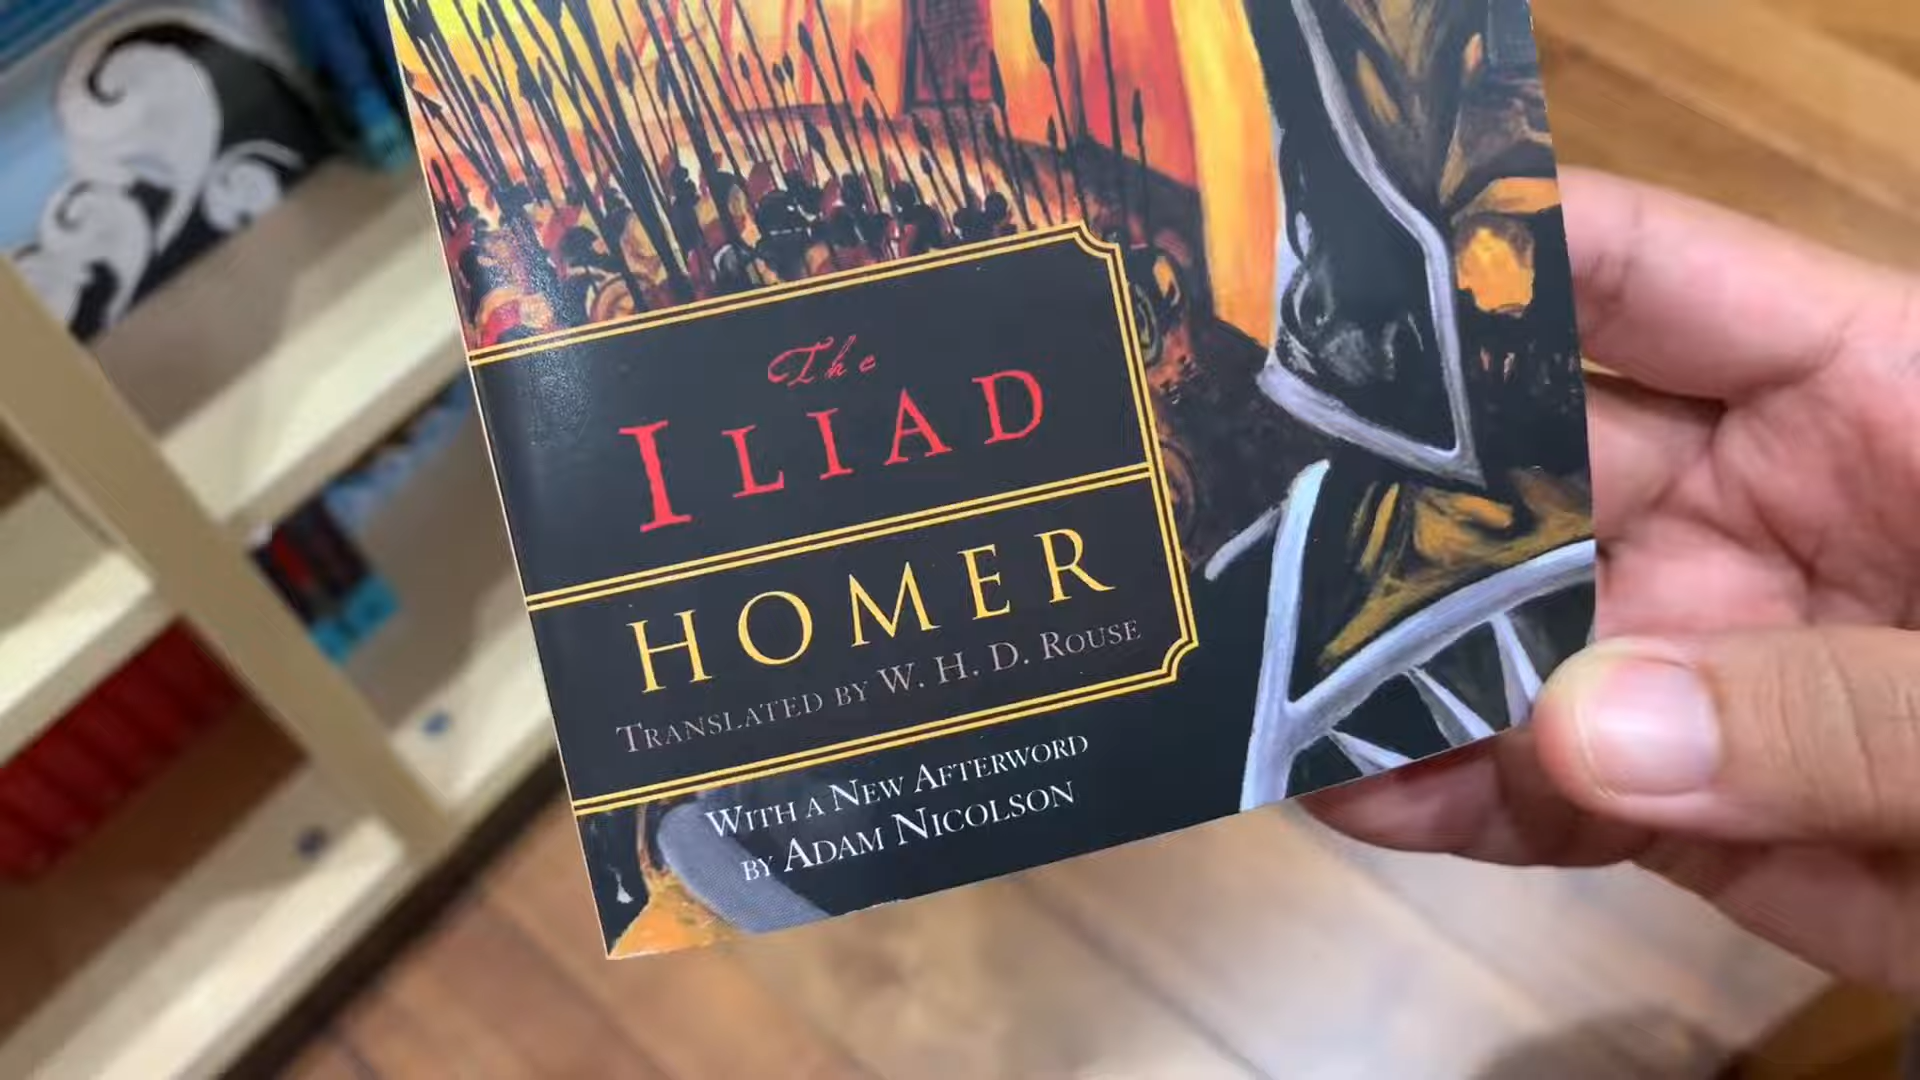 The
ILIAD
HOMER
TRANSLATED BY W. H. D. ROUSE
WITH A NEW AFTERWORD
BY ADAM NICOLSON